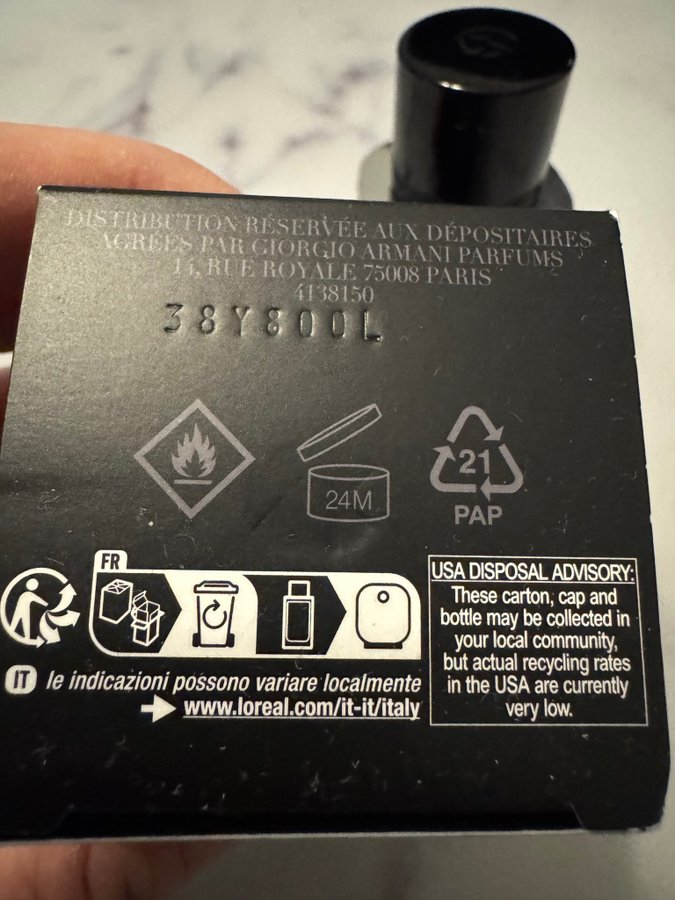 DISTRIBUTION RÉSERVÉE AUX DÉPOSITAIRES
AGRÉÉS PAR GIORGIO ARMANI PARFUMS
14, RUE ROYALE 75008 PARIS
4138150
38Y800L
24M
21
PAP
FR
IT le indicazioni possono variare localmente
www.loreal.com/it-it/italy
USA DISPOSAL ADVISORY:
These carton, cap and
bottle may be collected in
your local community,
but actual recycling rates
in the USA are currently
very low.